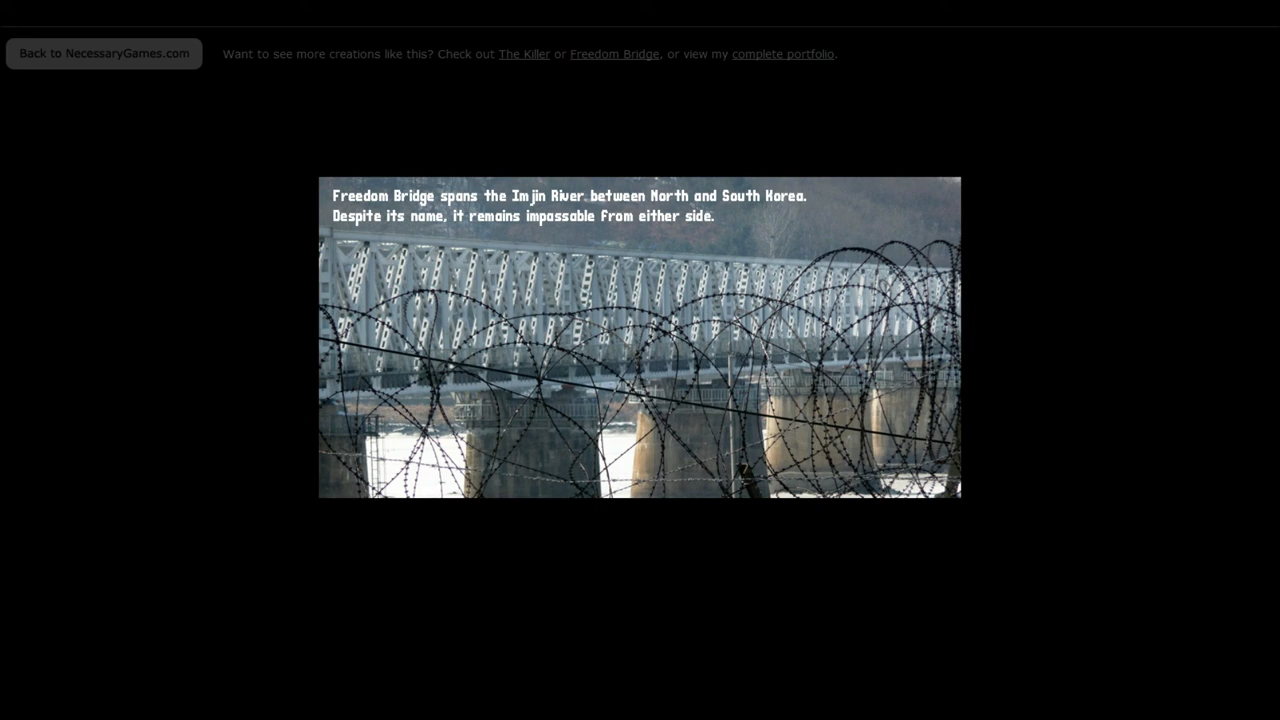 Back to NecessaryGames.com
Want to see more creations like this? Check out The Killer or Freedom Bridge, or view my complete portfolio.
Freedom Bridge spans the Imjin River between North and South Korea.
Despite its name, it remains impassable from either side.